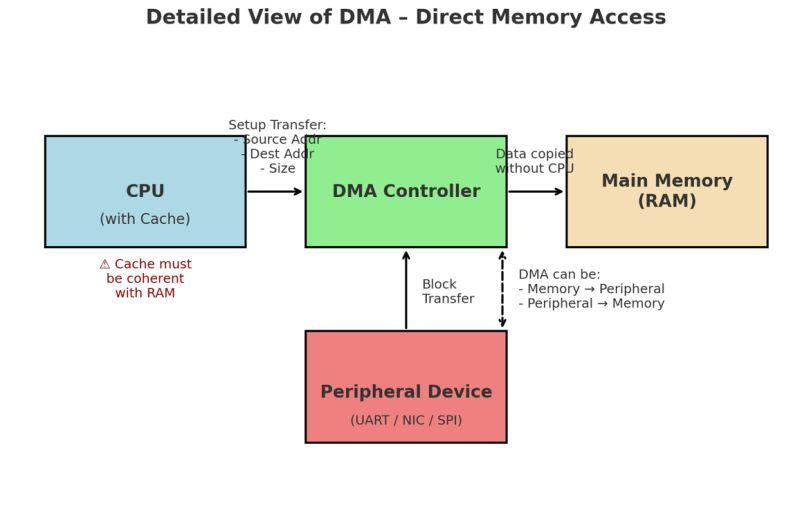 Detailed View of DMA – Direct Memory Access
Setup Transfer:
- Source Addr
- Dest Addr
- Size
Data copied
without CPU
CPU
(with Cache)
DMA Controller
Main Memory
(RAM)
⚠ Cache must
be coherent
with RAM
Block
Transfer
DMA can be:
- Memory → Peripheral
- Peripheral → Memory
Peripheral Device
(UART / NIC / SPI)